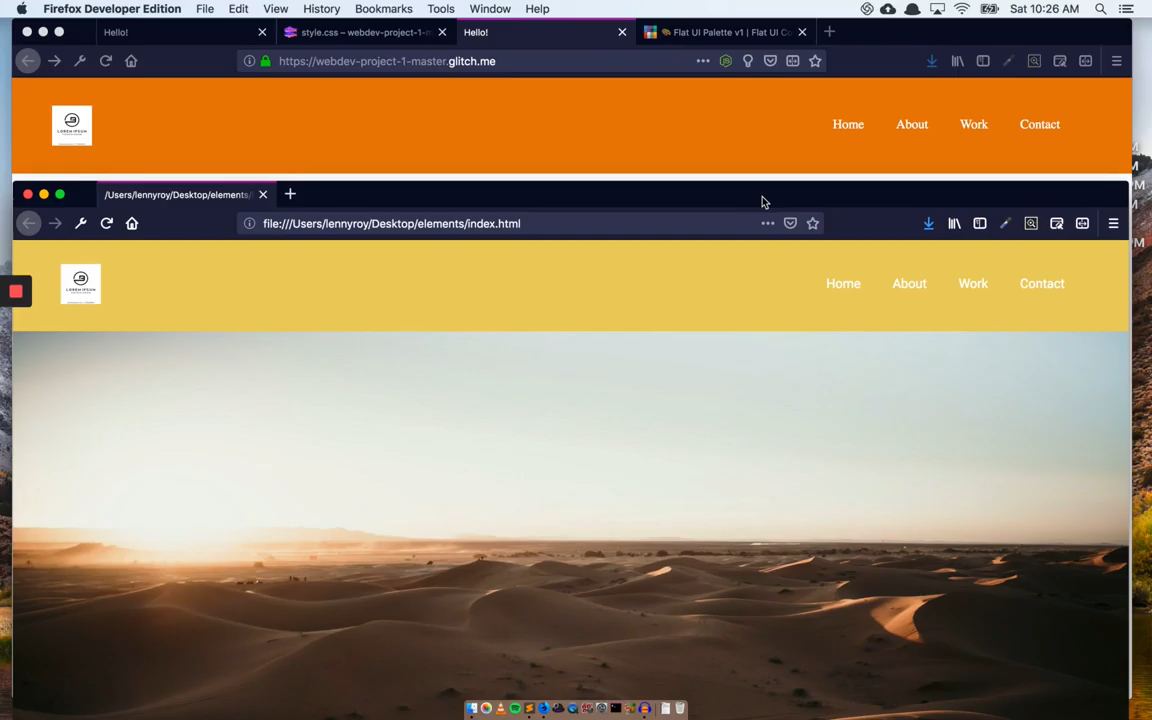 Firefox Developer Edition File Edit View History Bookmarks Tools Window Help Sat 10:26 AM
Hello! style.css – webdev-project-1-m Hello! Flat UI Palette v1 | Flat UI Co
https://webdev-project-1-master.glitch.me
LOREM IPSUM
Home About Work Contact
/Users/lennyroy/Desktop/elements/
file:///Users/lennyroy/Desktop/elements/index.html
LOREM IPSUM
Home About Work Contact